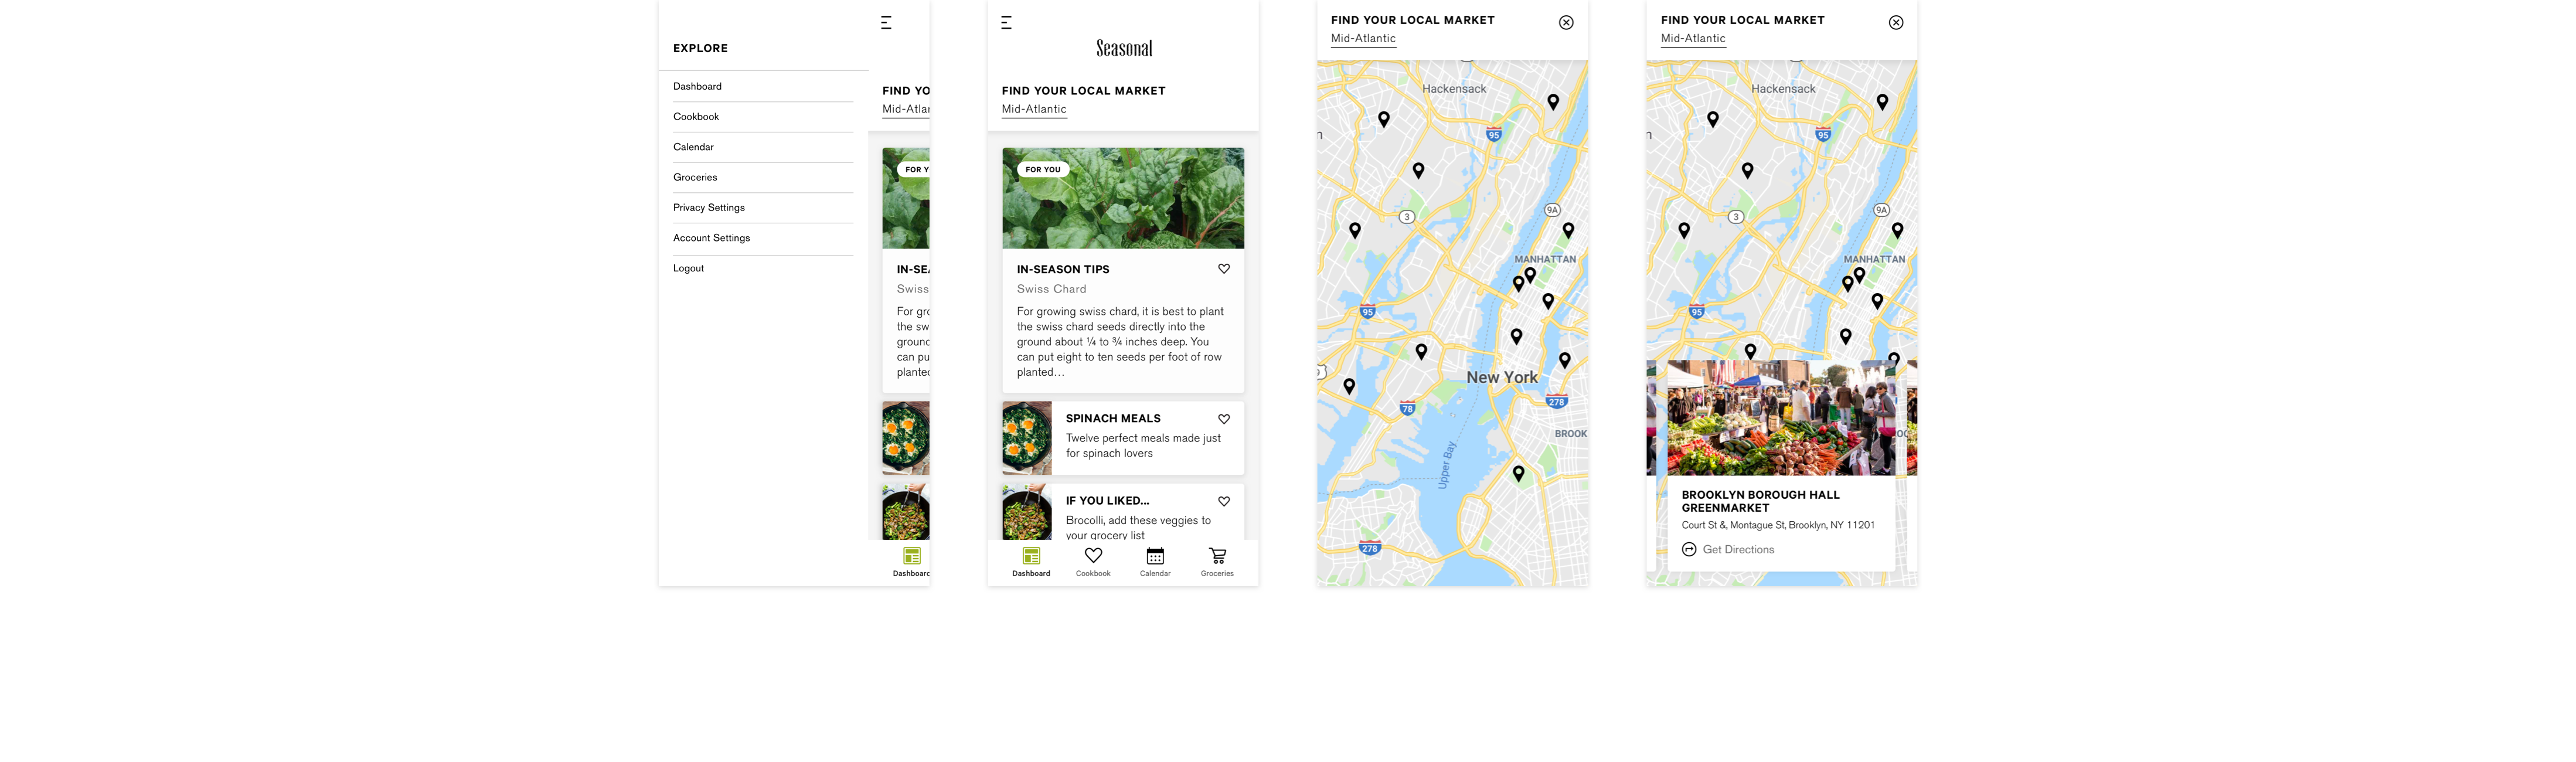 EXPLORE
Dashboard
Cookbook
Calendar
Groceries
Privacy Settings
Account Settings
Logout
FIND YO
Mid-Atlan
FOR Y
IN-SEA
Swiss
For gro
the sw
ground
can pu
planted
Dashboard
Seasonal
FIND YOUR LOCAL MARKET
Mid-Atlantic
FOR YOU
IN-SEASON TIPS
Swiss Chard
For growing swiss chard, it is best to plant
the swiss chard seeds directly into the
ground about ¼ to ¾ inches deep. You
can put eight to ten seeds per foot of row
planted...
SPINACH MEALS
Twelve perfect meals made just
for spinach lovers
IF YOU LIKED...
Brocolli, add these veggies to
your grocery list
Dashboard
Cookbook
Calendar
Groceries
FIND YOUR LOCAL MARKET
Mid-Atlantic
Hackensack
n
95
9A
3
MANHATTAN
95
9
New York
78
278
BROOK
Upper Bay
278
FIND YOUR LOCAL MARKET
Mid-Atlantic
Hackensack
n
95
9A
3
MANHATTAN
95
BROOKLYN BOROUGH HALL
GREENMARKET
Court St &, Montague St, Brooklyn, NY 11201
Get Directions